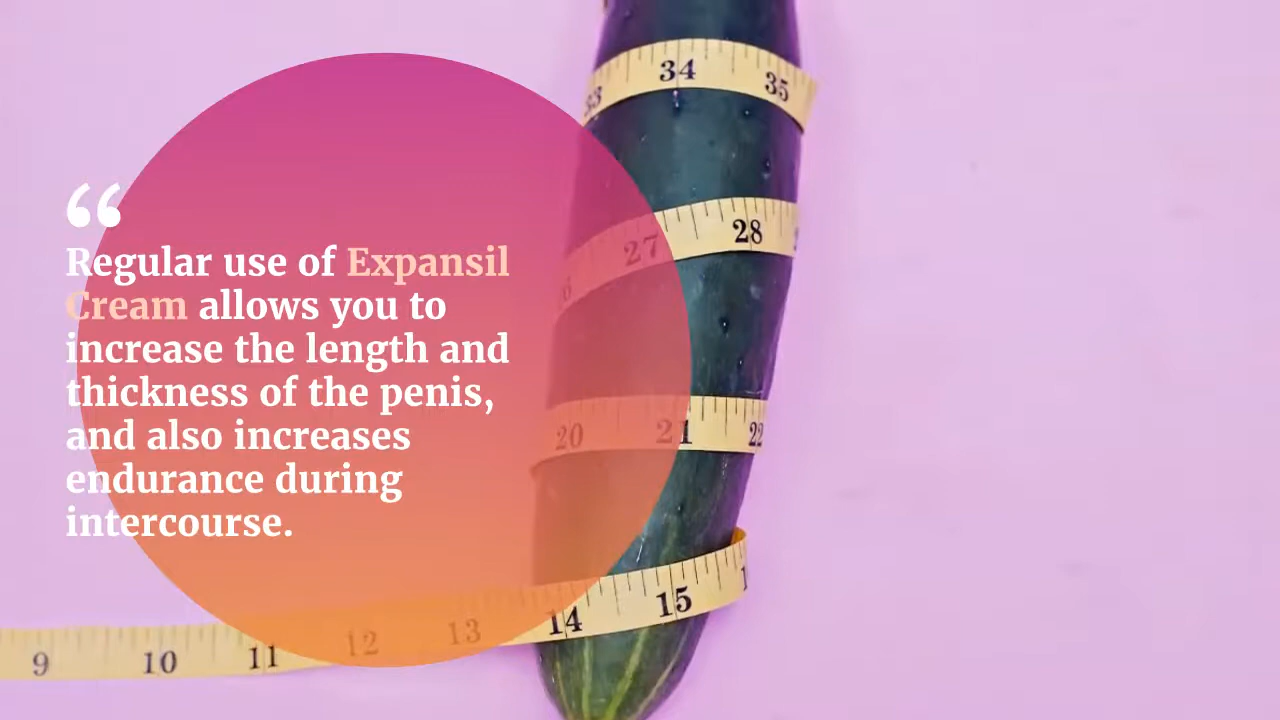 “
Regular use of Expansil
Cream allows you to
increase the length and
thickness of the penis,
and also increases
endurance during
intercourse.
33 34 35
27 28
20 21 22
14 15
9 10 11 12 13